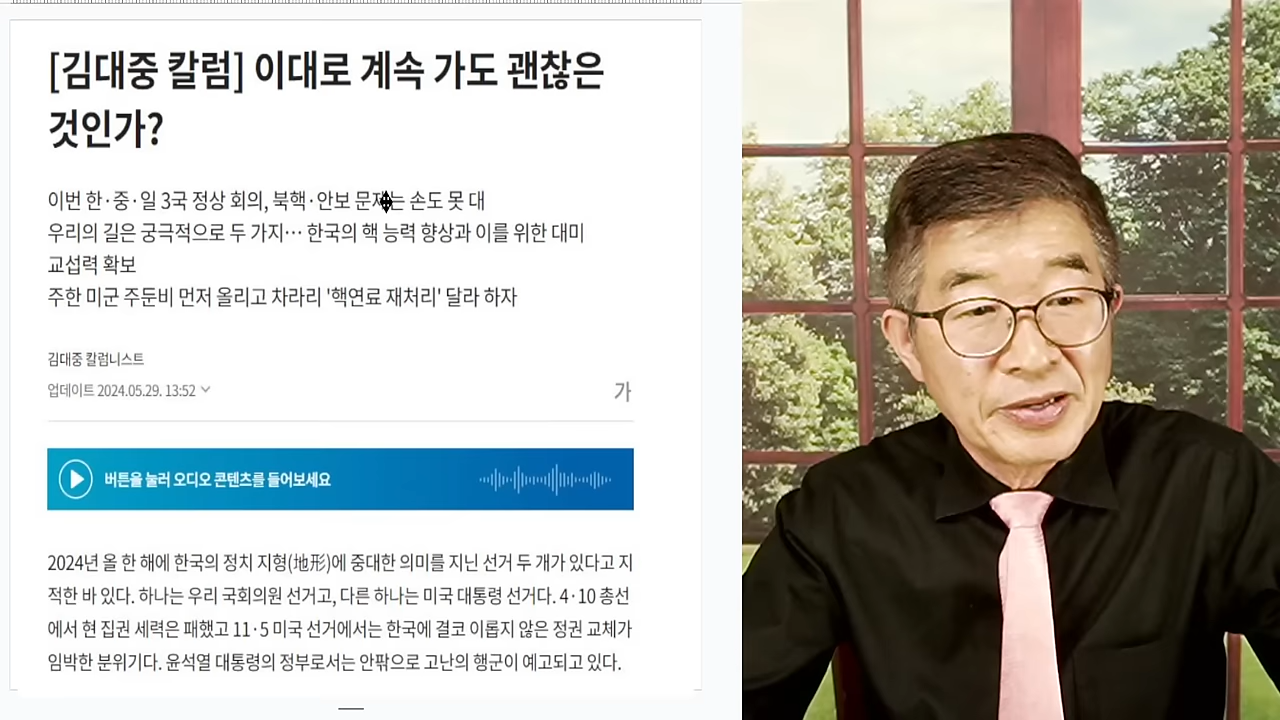 [김대중 칼럼] 이대로 계속 가도 괜찮은
것인가?
이번 한·중·일 3국 정상 회의, 북핵·안보 문제는 손도 못 대
우리의 길은 궁극적으로 두 가지… 한국의 핵 능력 향상과 이를 위한 대미
교섭력 확보
주한 미군 주둔비 먼저 올리고 차라리 '핵연료 재처리' 달라 하자
김대중 칼럼니스트
업데이트 2024.05.29. 13:52
가
버튼을 눌러 오디오 콘텐츠를 들어보세요
2024년 올 한 해에 한국의 정치 지형(地形)에 중대한 의미를 지닌 선거 두 개가 있다고 지
적한 바 있다. 하나는 우리 국회의원 선거고, 다른 하나는 미국 대통령 선거다. 4·10 총선
에서 현 집권 세력은 패했고 11·5 미국 선거에서는 한국에 결코 이롭지 않은 정권 교체가
임박한 분위기다. 윤석열 대통령의 정부로서는 안팎으로 고난의 행군이 예고되고 있다.